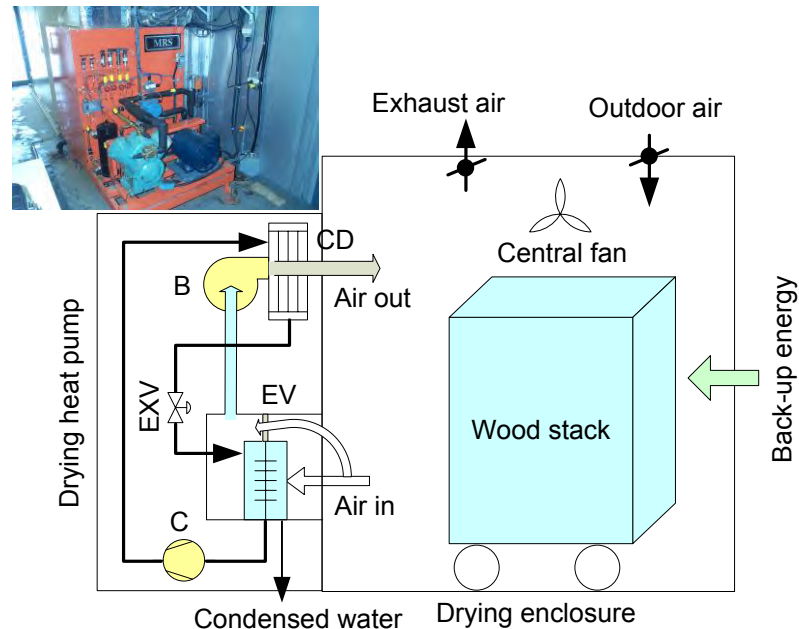 MRS
Exhaust air
Outdoor air
CD
Central fan
B
Air out
Drying heat pump
EXV
EV
Wood stack
Back-up energy
Air in
C
Condensed water
Drying enclosure